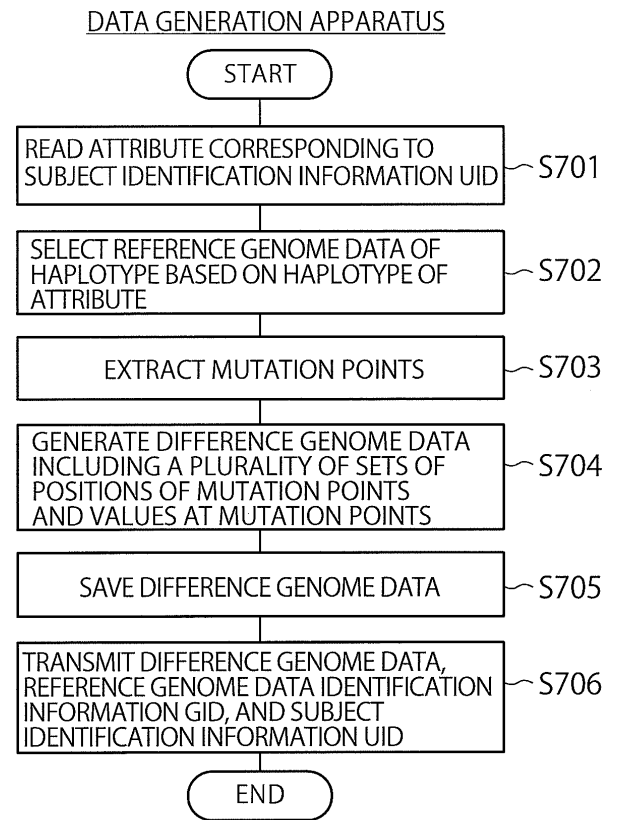 DATA GENERATION APPARATUS
START
READ ATTRIBUTE CORRESPONDING TO
SUBJECT IDENTIFICATION INFORMATION UID
S701
SELECT REFERENCE GENOME DATA OF
HAPLOTYPE BASED ON HAPLOTYPE OF
ATTRIBUTE
S702
EXTRACT MUTATION POINTS
S703
GENERATE DIFFERENCE GENOME DATA
INCLUDING A PLURALITY OF SETS OF
POSITIONS OF MUTATION POINTS
AND VALUES AT MUTATION POINTS
S704
SAVE DIFFERENCE GENOME DATA
S705
TRANSMIT DIFFERENCE GENOME DATA,
REFERENCE GENOME DATA IDENTIFICATION
INFORMATION GID, AND SUBJECT
IDENTIFICATION INFORMATION UID
S706
END